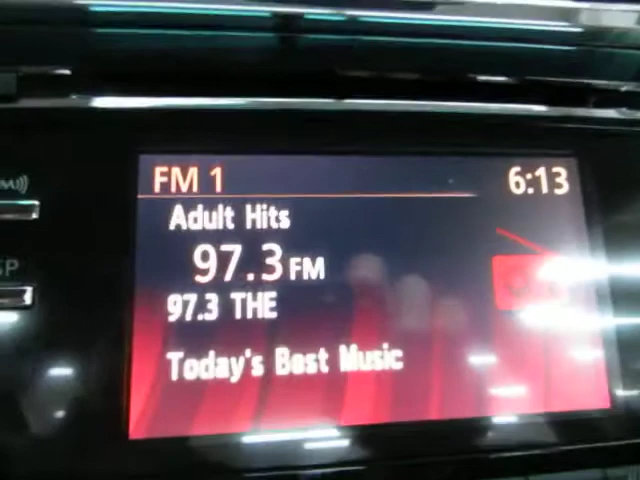 FM 1 6:13
Adult Hits
97.3 FM
97.3 THE
Today's Best Music